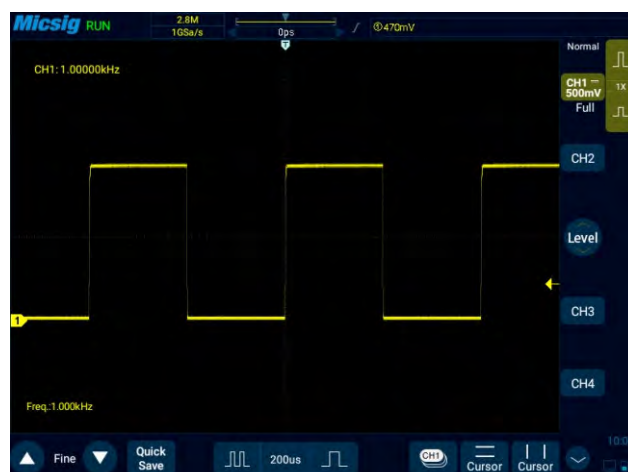 Micsig RUN
2.8M
1GSa/s
0ps
T
①470mV
Normal
CH1: 1.00000kHz
CH1
500mV
1X
Full
CH2
Level
1
CH3
CH4
Freq.:1.000kHz
Fine
Quick
Save
200us
CH1
Cursor
Cursor